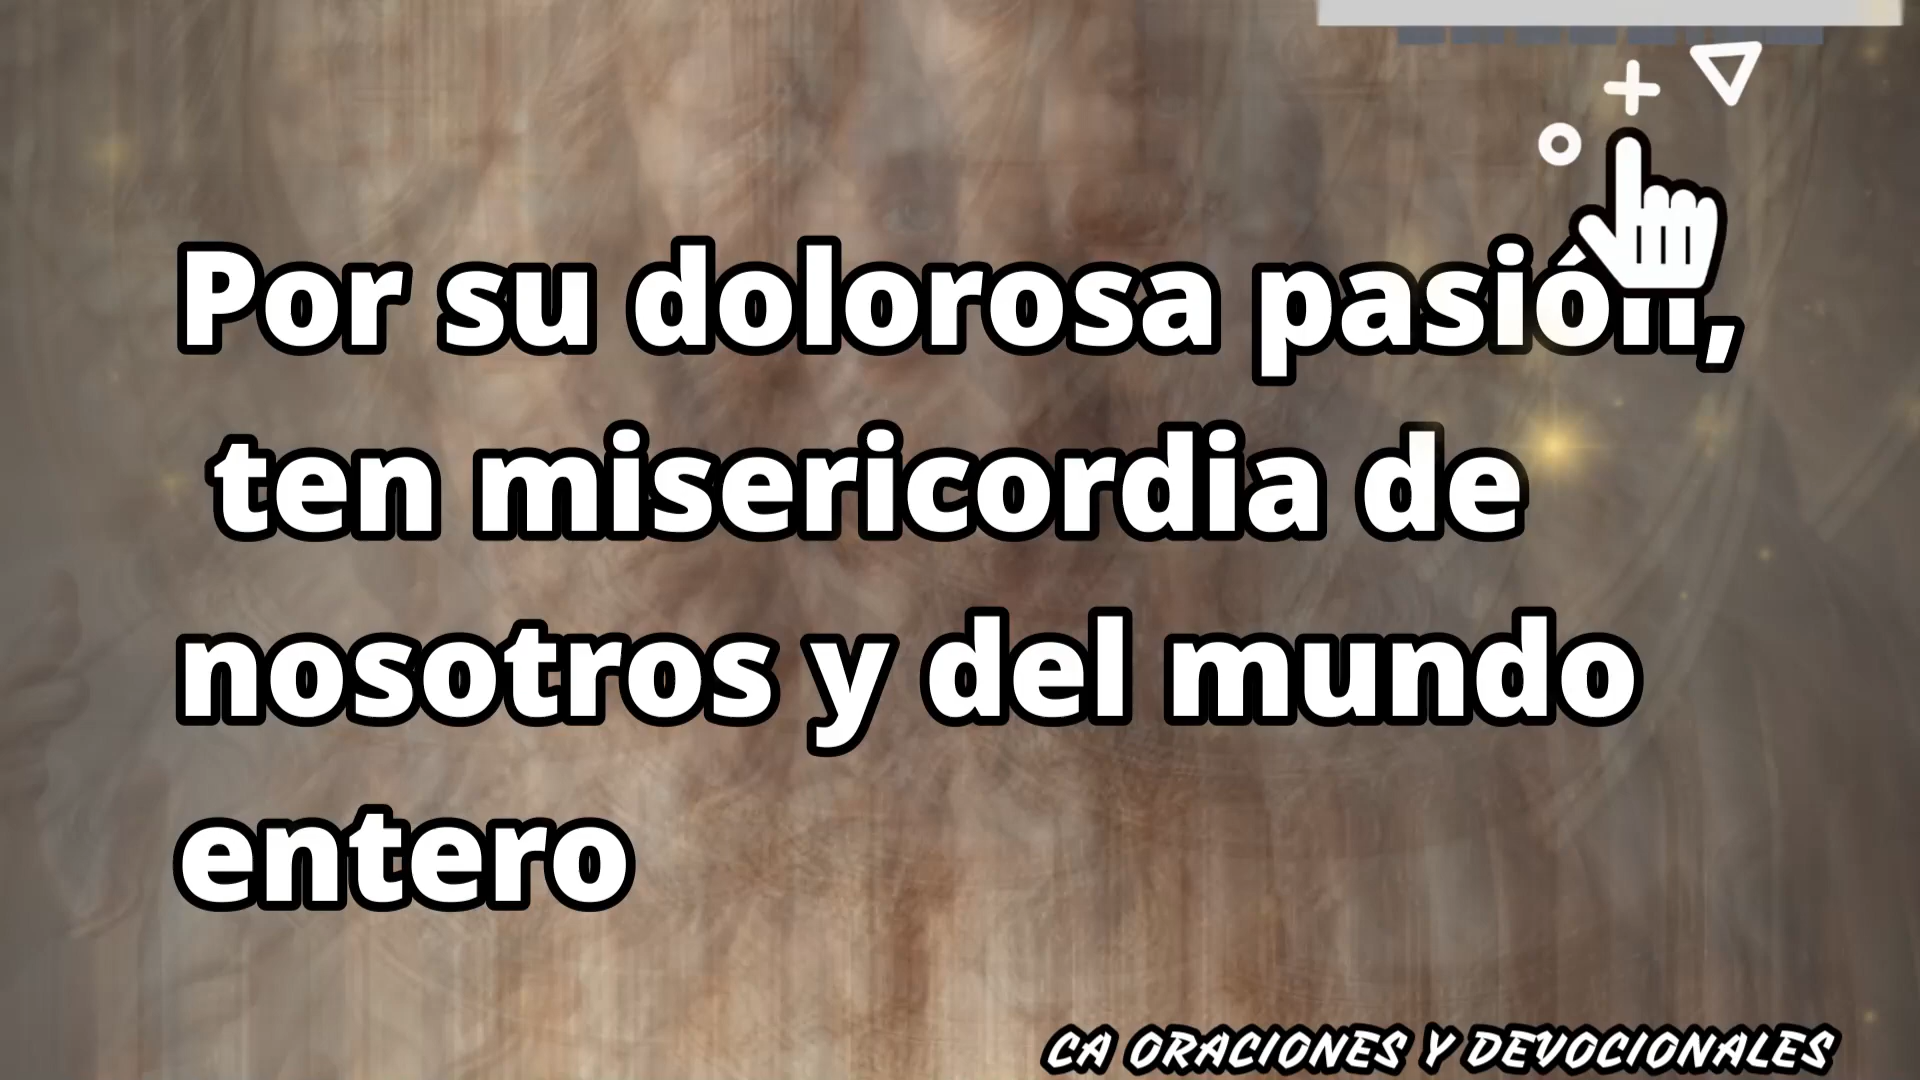 Por su dolorosa pasión,
ten misericordia de
nosotros y del mundo
entero
CA ORACIONES Y DEVOCIONALES